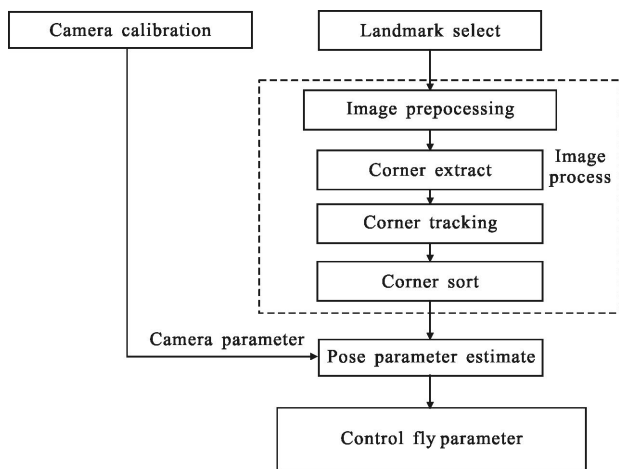 Camera calibration
Landmark select
Image prepocessing
Corner extract
Image
process
Corner tracking
Corner sort
Camera parameter
Pose parameter estimate
Control fly parameter